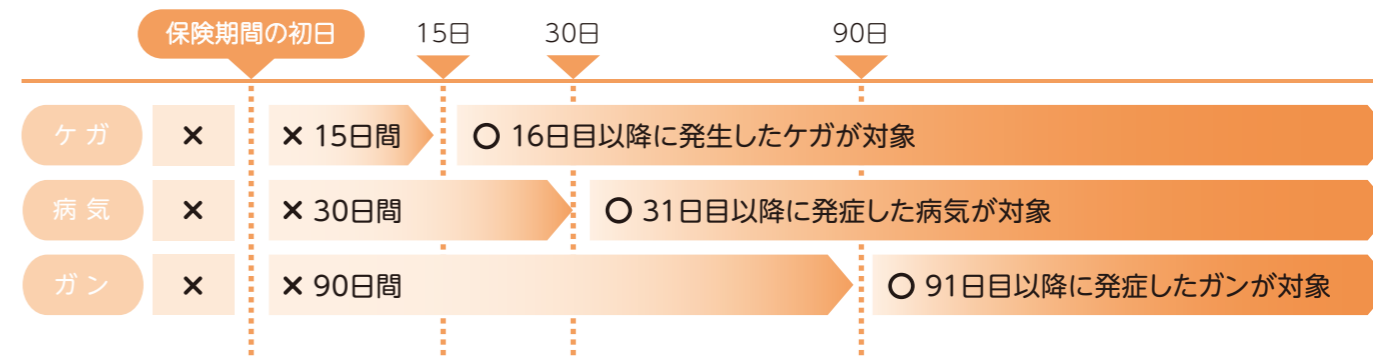 保険期間の初日 15日 30日 90日
ケガ × × 15日間 ○ 16日目以降に発生したケガが対象
病気 × × 30日間 ○ 31日目以降に発症した病気が対象
ガン × × 90日間 ○ 91日目以降に発症したガンが対象